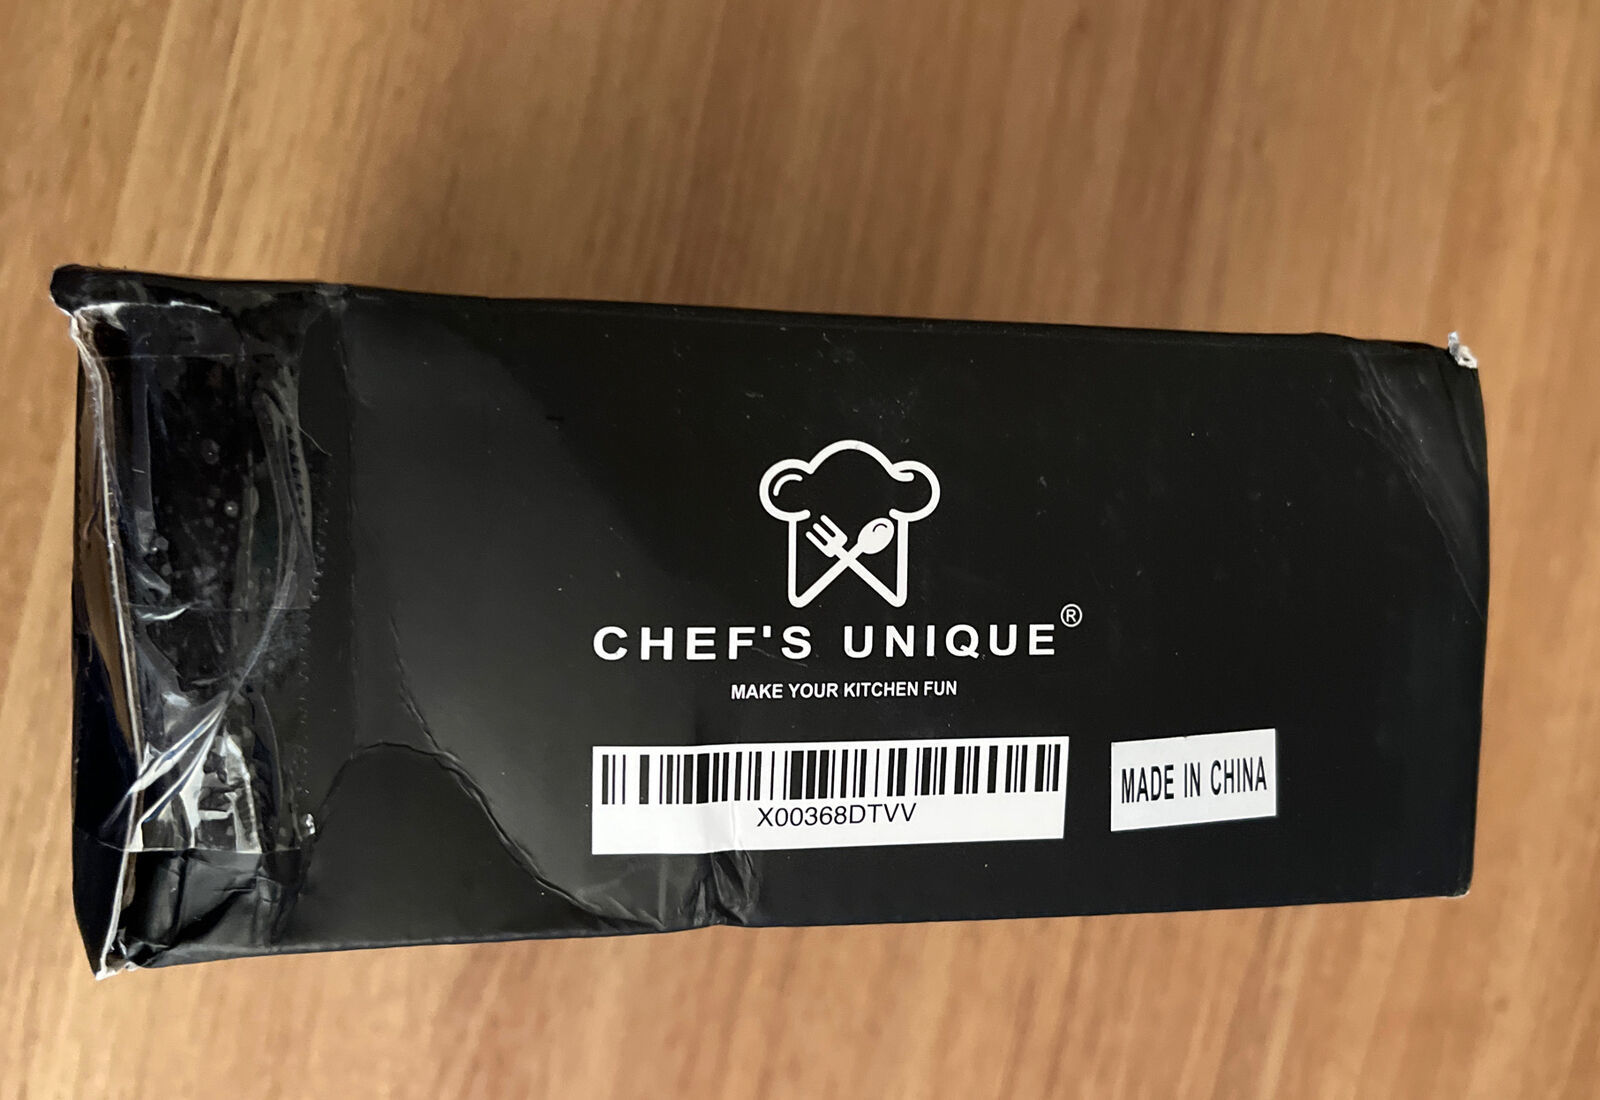 CHEF'S UNIQUE®
MAKE YOUR KITCHEN FUN
X00368DTVV
MADE IN CHINA